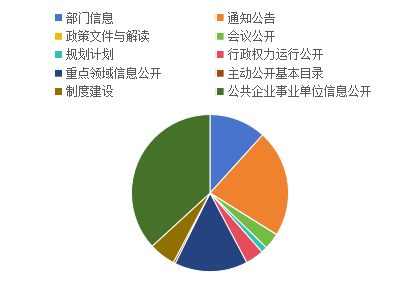 部门信息 通知公告
政策文件与解读 会议公开
规划计划 行政权力运行公开
重点领域信息公开 主动公开基本目录
制度建设 公共企业事业单位信息公开